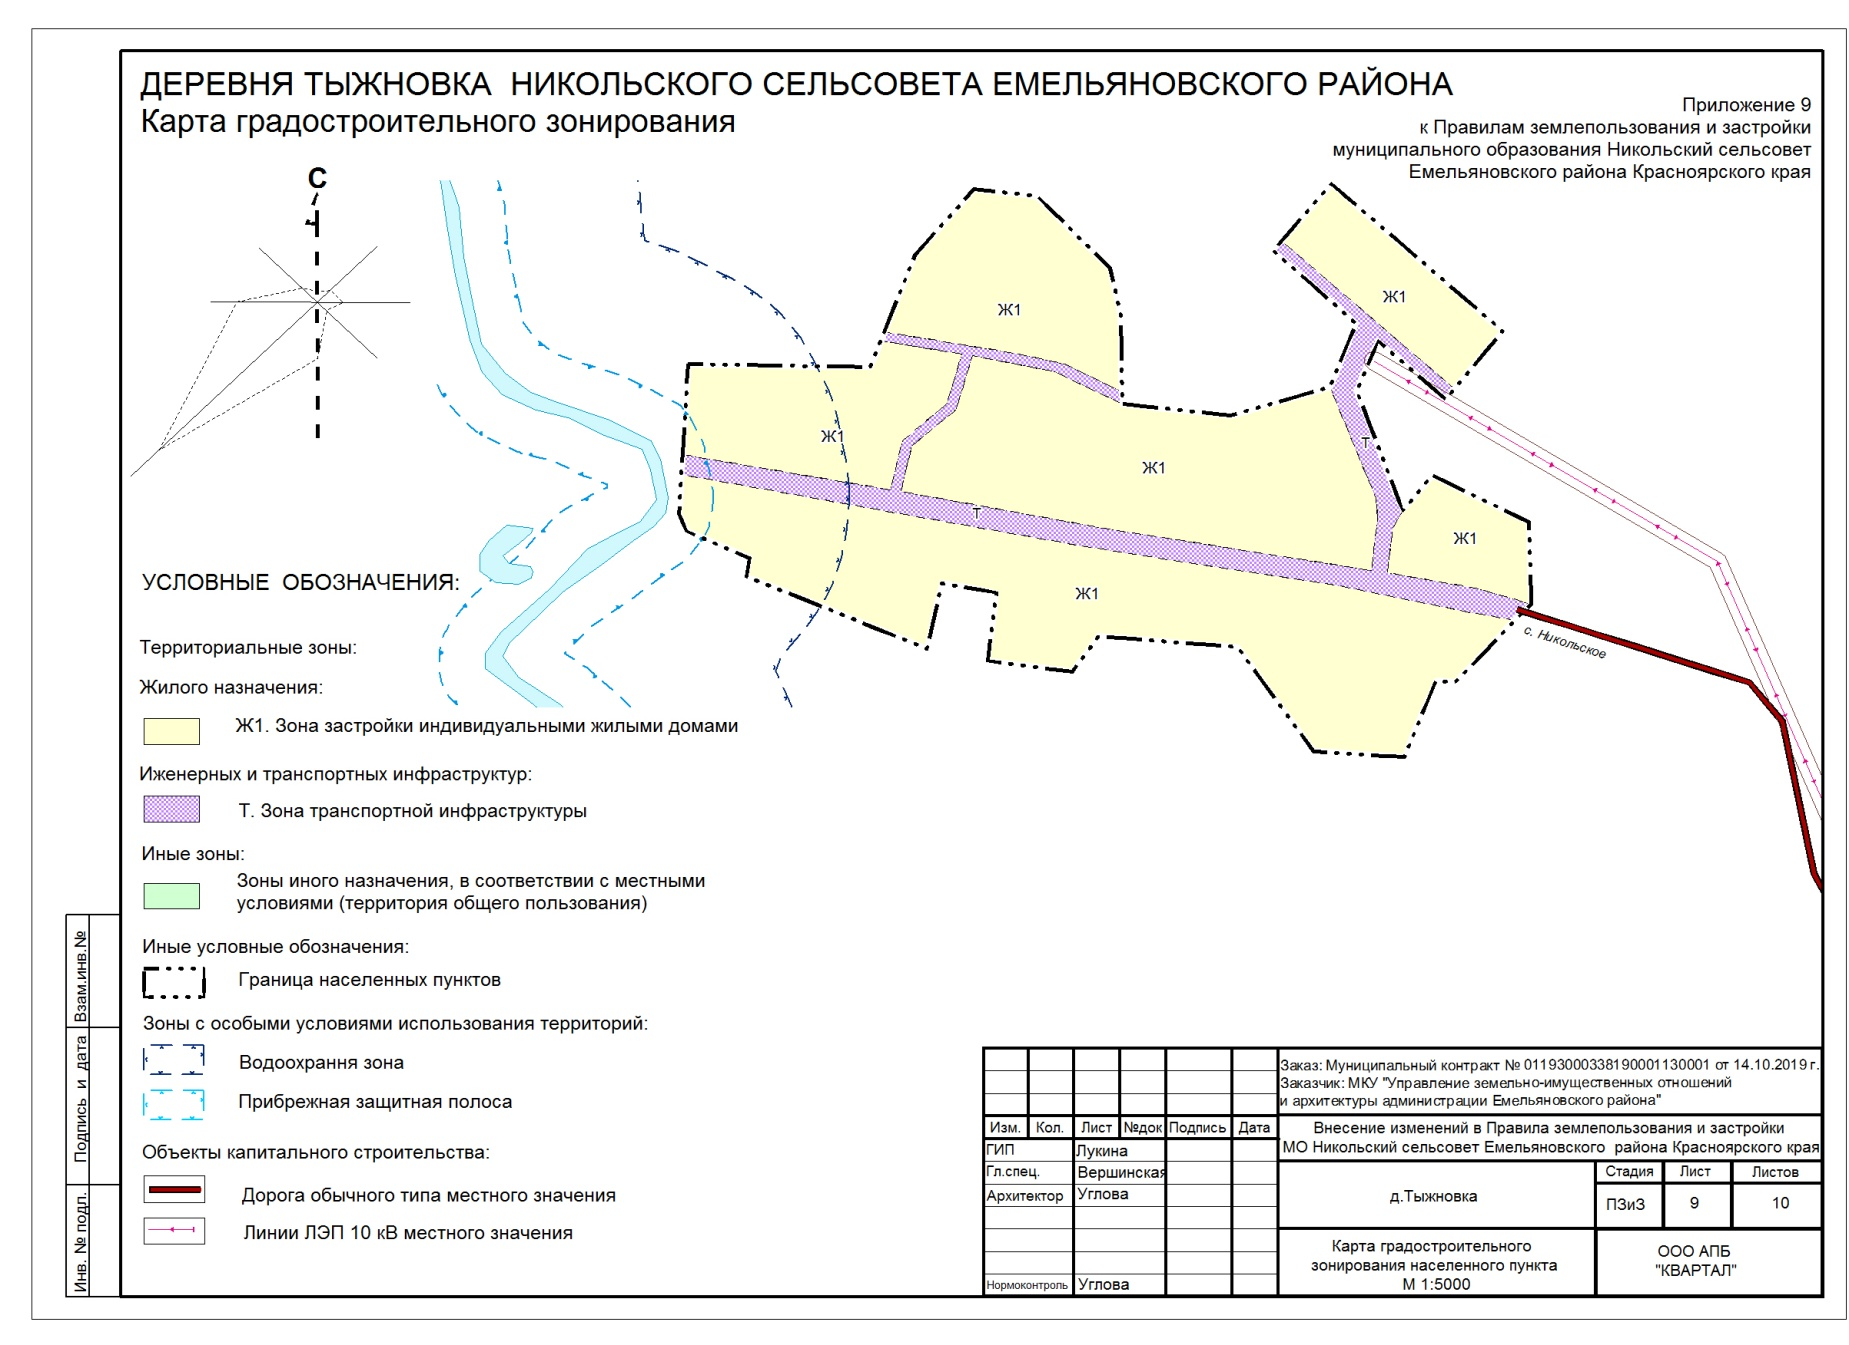 ДЕРЕВНЯ ТЫЖНОВКА НИКОЛЬСКОГО СЕЛЬСОВЕТА ЕМЕЛЬЯНОВСКОГО РАЙОНА
Карта градостроительного зонирования
Приложение 9
к Правилам землепользования и застройки
муниципального образования Никольский сельсовет
Емельяновского района Красноярского края
С
Ж1
Ж1
Ж1
Т
Ж1
Т
Ж1
Ж1
с. Никольское
УСЛОВНЫЕ ОБОЗНАЧЕНИЯ:
Территориальные зоны:
Жилого назначения:
Ж1. Зона застройки индивидуальными жилыми домами
Иженерных и транспортных инфраструктур:
Т. Зона транспортной инфраструктуры
Иные зоны:
Зоны иного назначения, в соответствии с местными
условиями (территория общего пользования)
Иные условные обозначения:
Граница населенных пунктов
Зоны с особыми условиями использования территорий:
Водоохрання зона
Прибрежная защитная полоса
Объекты капитального строительства:
Дорога обычного типа местного значения
Линии ЛЭП 10 кВ местного значения
Взам.инв.№
Подпись и дата
Инв. № подл.
Заказ: Муниципальный контракт № 01193000338190001130001 от 14.10.2019 г.
Заказчик: МКУ "Управление земельно-имущественных отношений
и архитектуры администрации Емельяновского района"
Изм. Кол. Лист №док Подпись Дата
Внесение изменений в Правила землепользования и застройки
МО Никольский сельсовет Емельяновского района Красноярского края
ГИП Лукина
Гл.спец. Вершинская
Архитектор Углова
д.Тыжновка
Стадия Лист Листов
ПЗиЗ 9 10
Карта градостроительного
зонирования населенного пункта
М 1:5000
ООО АПБ
"КВАРТАЛ"
Нормоконтроль Углова